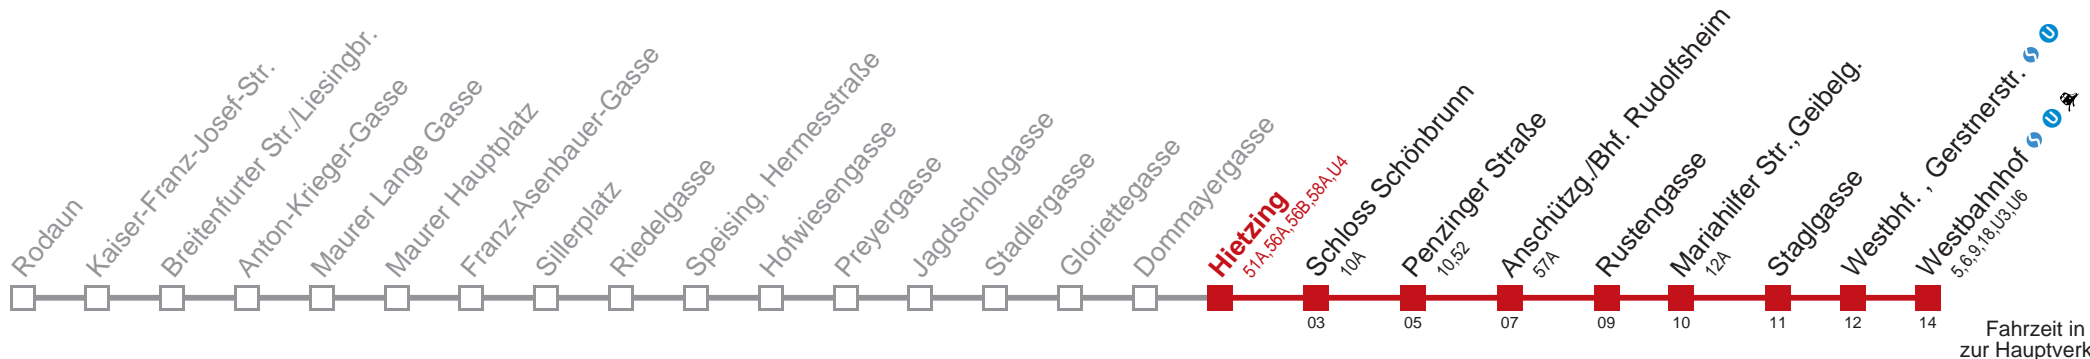 Rodaun
Kaiser-Franz-Josef-Str.
Breitenfurter Str./Liesingbr.
Anton-Krieger-Gasse
Maurer Lange Gasse
Maurer Hauptplatz
Franz-Asenbauer-Gasse
Sillerplatz
Riedelgasse
Speising, Hermesstraße
Hofwiesengasse
Preyergasse
Jagdschloßgasse
Stadlergasse
Gloriettegasse
Dommayergasse
Hietzing
51A,56A,56B,58A,U4
Schloss Schönbrunn
10A
Penzinger Straße
10,52
Anschützg./Bhf. Rudolfsheim
57A
Rustengasse
Mariahilfer Str., Geibelg.
12A
Staglgasse
Westbhf. , Gerstnerstr. S U
Westbahnhof S U
5,6,9,18,U3,U6
03 05 07 09 10 11 12 14
Fahrzeit in
zur Hauptverk